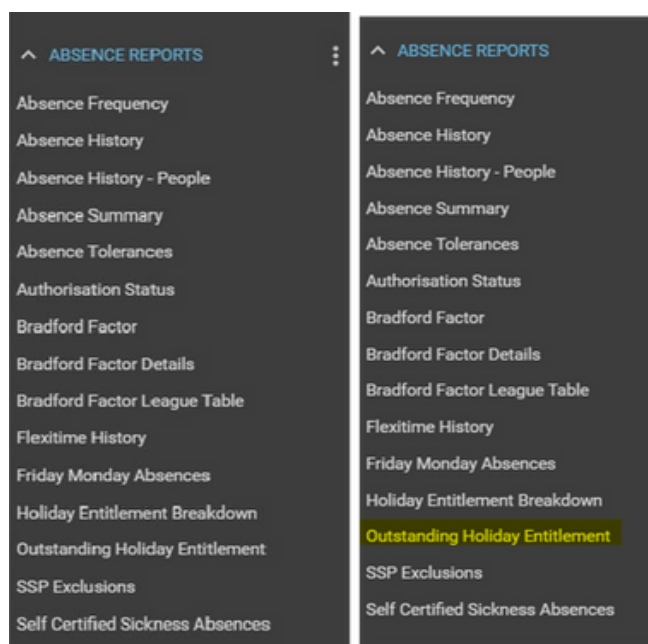 ABSENCE REPORTS
Absence Frequency
Absence History
Absence History - People
Absence Summary
Absence Tolerances
Authorisation Status
Bradford Factor
Bradford Factor Details
Bradford Factor League Table
Flexitime History
Friday Monday Absences
Holiday Entitlement Breakdown
Outstanding Holiday Entitlement
SSP Exclusions
Self Certified Sickness Absences
ABSENCE REPORTS
Absence Frequency
Absence History
Absence History - People
Absence Summary
Absence Tolerances
Authorisation Status
Bradford Factor
Bradford Factor Details
Bradford Factor League Table
Flexitime History
Friday Monday Absences
Holiday Entitlement Breakdown
Outstanding Holiday Entitlement
SSP Exclusions
Self Certified Sickness Absences